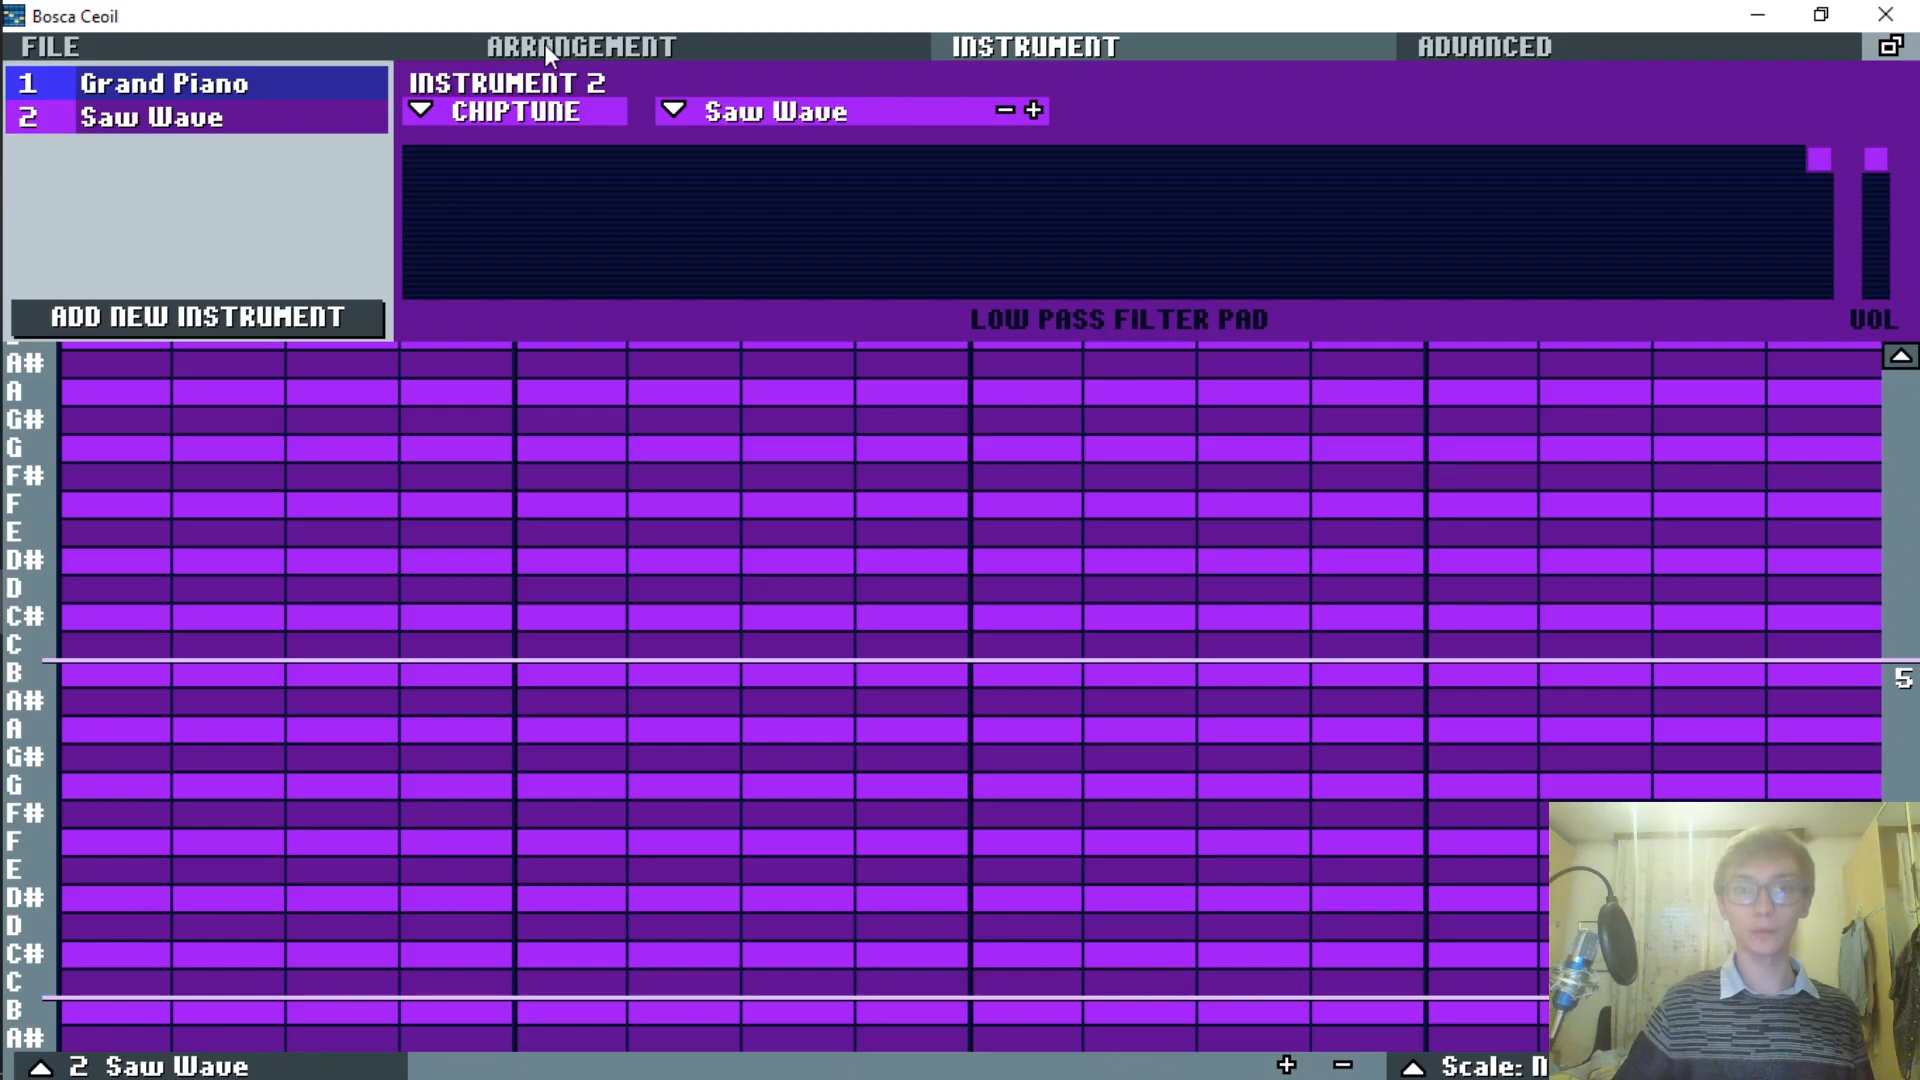 Bosca Ceoil
FILE ARRANGEMENT INSTRUMENT ADVANCED
1 Grand Piano
2 Saw Wave
ADD NEW INSTRUMENT
INSTRUMENT 2
CHIPTUNE Saw Wave - +
LOW PASS FILTER PAD VOL
A#
A
G#
G
F#
F
E
D#
D
C#
C
B 5
A#
A
G#
G
F#
F
E
D#
D
C#
C
B
A#
2 Saw Wave + - Scale: N